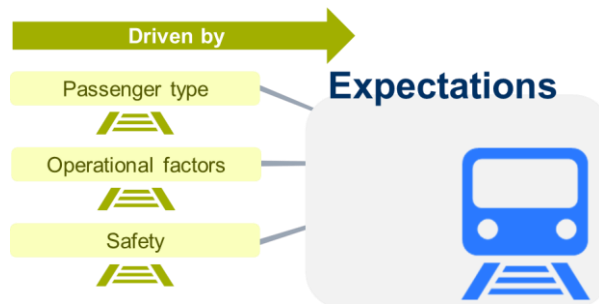 Driven by
Expectations
Passenger type
Operational factors
Safety